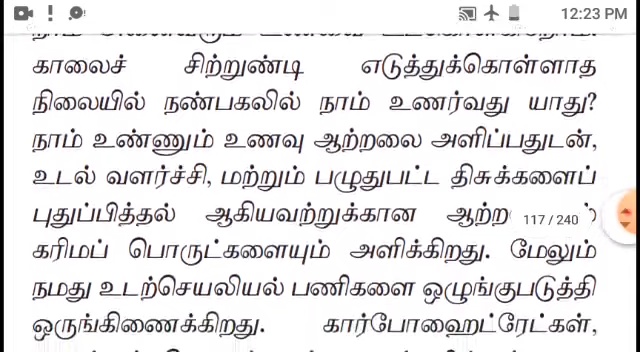 12:23 PM
காலைச் சிற்றுண்டி எடுத்துக்கொள்ளாத
நிலையில் நண்பகலில் நாம் உணர்வது யாது?
நாம் உண்ணும் உணவு ஆற்றலை அளிப்பதுடன்,
உடல் வளர்ச்சி, மற்றும் பழுதுபட்ட திசுக்களைப்
புதுப்பித்தல் ஆகியவற்றுக்கான
117 / 240
கரிமப் பொருட்களையும் அளிக்கிறது. மேலும்
நமது உடற்செயலியல் பணிகளை ஒழுங்குபடுத்தி
ஒருங்கிணைக்கிறது. கார்போஹைட்ரேட்கள்,